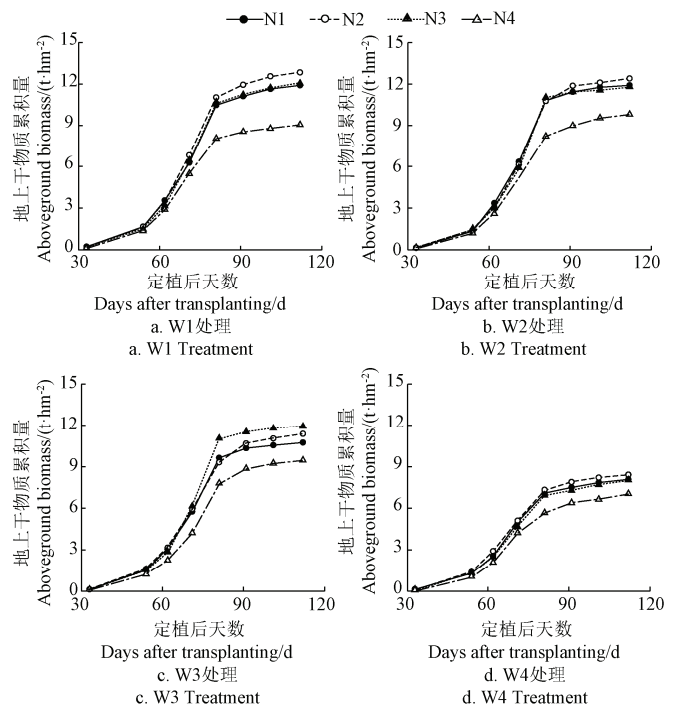 N1 N2 N3 N4
地上干物质累积量
Aboveground biomass/(t·hm-2)
15
12
9
6
3
0
30 60 90 120
定植后天数
Days after transplanting/d
a. W1处理
a. W1 Treatment
地上干物质累积量
Aboveground biomass/(t·hm-2)
15
12
9
6
3
0
30 60 90 120
定植后天数
Days after transplanting/d
b. W2处理
b. W2 Treatment
地上干物质累积量
Aboveground biomass/(t·hm-2)
15
12
9
6
3
0
30 60 90 120
定植后天数
Days after transplanting/d
c. W3处理
c. W3 Treatment
地上干物质累积量
Aboveground biomass/(t·hm-2)
15
12
9
6
3
0
30 60 90 120
定植后天数
Days after transplanting/d
d. W4处理
d. W4 Treatment